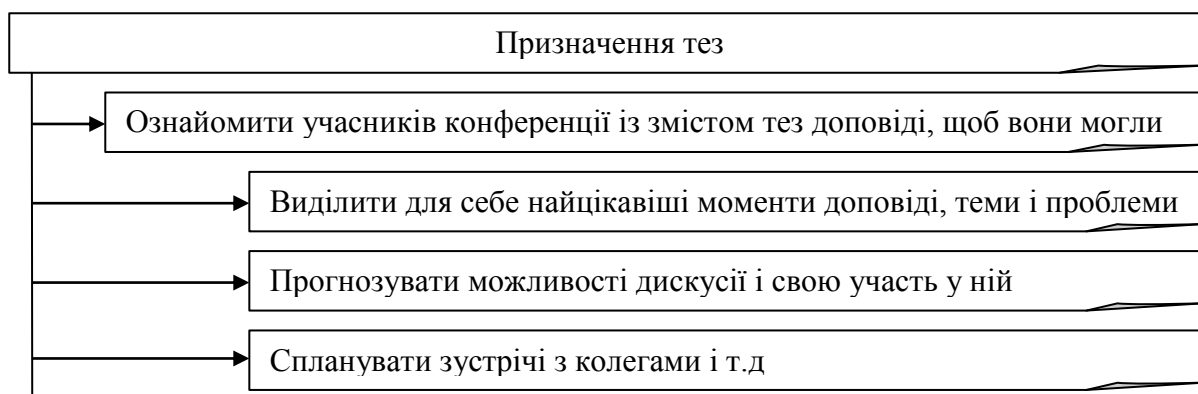 Призначення тез
Ознайомити учасників конференції із змістом тез доповіді, щоб вони могли
Виділити для себе найцікавіші моменти доповіді, теми і проблеми
Прогнозувати можливості дискусії і свою участь у ній
Спланувати зустрічі з колегами і т.д